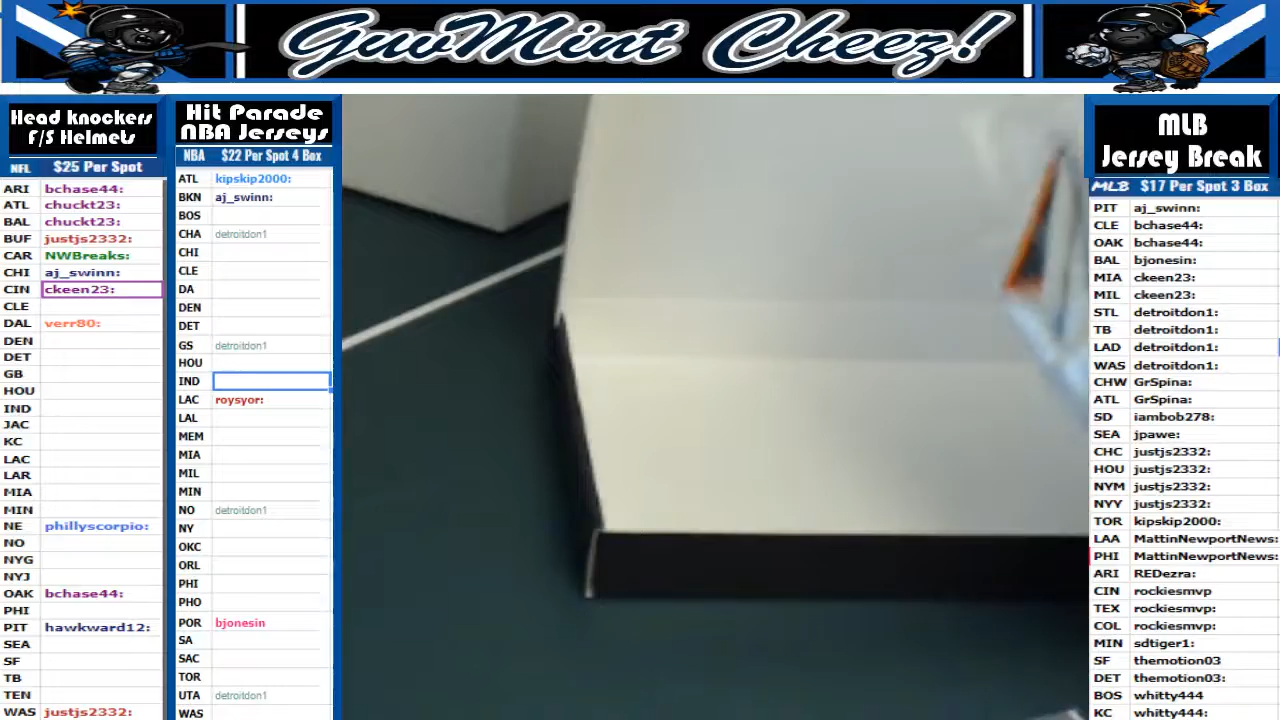 GuvMint Cheez!
Head knockers
F/S Helmets
NFL $25 Per Spot
ARI bchase44:
ATL chuckt23:
BAL chuckt23:
BUF justjs2332:
CAR NWBreaks:
CHI aj_swinn:
CIN ckeen23:
CLE
DAL verr80:
DEN
DET
GB
HOU
IND
JAC
KC
LAC
LAR
MIA
MIN
NE phillyscorpio:
NO
NYG
NYJ
OAK bchase44:
PHI
PIT hawkward12:
SEA
SF
TB
TEN
WAS justjs2332:
Hit Parade
NBA Jerseys
NBA $22 Per Spot 4 Box
ATL kipskip2000:
BKN aj_swinn:
BOS
CHA detroitdon1
CHI
CLE
DA
DEN
DET
GS detroitdon1
HOU
IND
LAC roysyor:
LAL
MEM
MIA
MIL
MIN
NO detroitdon1
NY
OKC
ORL
PHI
PHO
POR bjonesin
SA
SAC
TOR
UTA detroitdon1
WAS
MLB
Jersey Break
MLB $17 Per Spot 3 Box
PIT aj_swinn:
CLE bchase44:
OAK bchase44:
BAL bjonesin:
MIA ckeen23:
MIL ckeen23:
STL detroitdon1:
TB detroitdon1:
LAD detroitdon1:
WAS detroitdon1:
CHW GrSpina:
ATL GrSpina:
SD iambob278:
SEA jpawe:
CHC justjs2332:
HOU justjs2332:
NYM justjs2332:
NYY justjs2332:
TOR kipskip2000:
LAA MattinNewportNews:
PHI MattinNewportNews:
ARI REDezra:
CIN rockiesmvp
TEX rockiesmvp:
COL rockiesmvp:
MIN sdtiger1:
SF themotion03
DET themotion03:
BOS whitty444
KC whitty444: